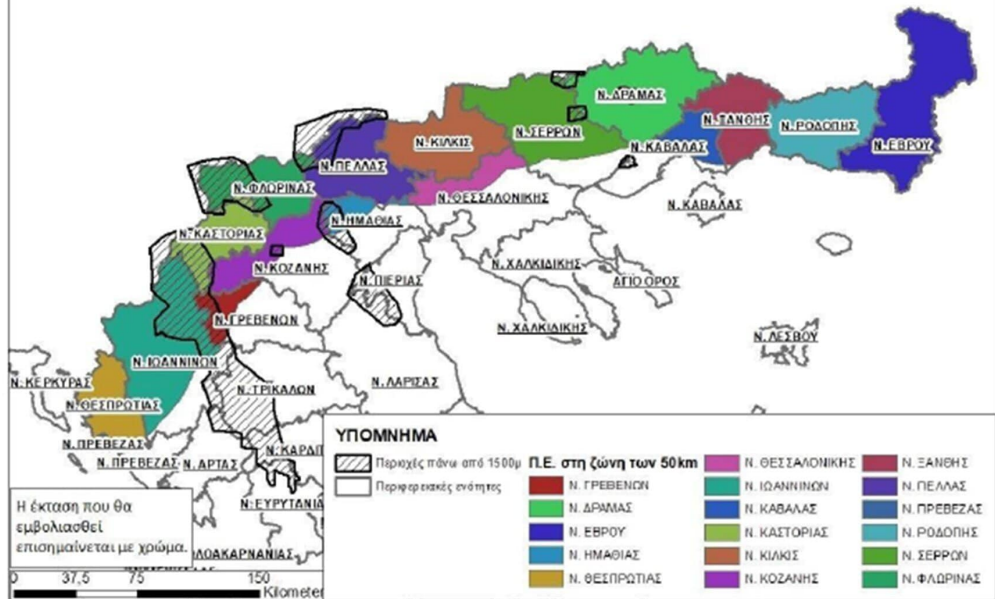 Ν. ΔΡΑΜΑΣ
Ν. ΞΑΝΘΗΣ
Ν. ΡΟΔΟΠΗΣ
Ν. ΣΕΡΡΩΝ
Ν. ΚΙΛΚΙΣ
Ν. ΚΑΒΑΛΑΣ
Ν. ΕΒΡΟΥ
Ν. ΠΕΛΛΑΣ
Ν. ΦΛΩΡΙΝΑΣ
Ν. ΘΕΣΣΑΛΟΝΙΚΗΣ
Ν. ΚΑΒΑΛΑΣ
Ν. ΗΜΑΘΙΑΣ
Ν. ΚΑΣΤΟΡΙΑΣ
Ν. ΚΟΖΑΝΗΣ
Ν. ΧΑΛΚΙΔΙΚΗΣ
Ν. ΠΙΕΡΙΑΣ
ΑΓΙΟ ΟΡΟΣ
Ν. ΓΡΕΒΕΝΩΝ
Ν. ΧΑΛΚΙΔΙΚΗΣ
Ν. ΛΕΣΒΟΥ
Ν. ΙΩΑΝΝΙΝΩΝ
Ν. ΚΕΡΚΥΡΑΣ
Ν. ΤΡΙΚΑΛΩΝ
Ν. ΛΑΡΙΣΑΣ
Ν. ΘΕΣΠΡΩΤΙΑΣ
Ν. ΠΡΕΒΕΖΑΣ
Ν. ΚΑΡΔΙΤ
Ν. ΠΡΕΒΕΖΑΣ
Ν. ΑΡΤΑΣ
Ν. ΕΥΡΥΤΑΝΙΑ
ΛΟΑΚΑΡΝΑΝΙΑΣ
Η έκταση που θα
εμβολιασθεί
επισημαίνεται με χρώμα.
0 37,5 75 150
Kilometer
ΥΠΟΜΝΗΜΑ
Περιοχές πάνω από 1500μ
Περιφερειακές ενότητες
Π.Ε. στη ζώνη των 50km
Ν. ΓΡΕΒΕΝΩΝ
Ν. ΔΡΑΜΑΣ
Ν. ΕΒΡΟΥ
Ν. ΗΜΑΘΙΑΣ
Ν. ΘΕΣΠΡΩΤΙΑΣ
Ν. ΘΕΣΣΑΛΟΝΙΚΗΣ
Ν. ΙΩΑΝΝΙΝΩΝ
Ν. ΚΑΒΑΛΑΣ
Ν. ΚΑΣΤΟΡΙΑΣ
Ν. ΚΙΛΚΙΣ
Ν. ΚΟΖΑΝΗΣ
Ν. ΞΑΝΘΗΣ
Ν. ΠΕΛΛΑΣ
Ν. ΠΡΕΒΕΖΑΣ
Ν. ΡΟΔΟΠΗΣ
Ν. ΣΕΡΡΩΝ
Ν. ΦΛΩΡΙΝΑΣ